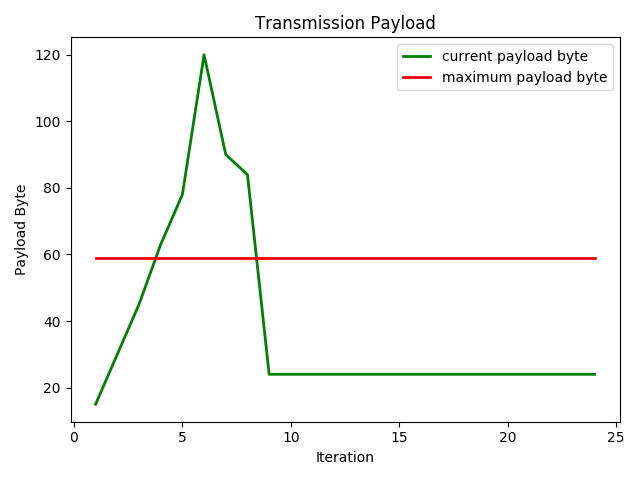 Transmission Payload
current payload byte
maximum payload byte
Payload Byte
120
100
80
60
40
20
0 5 10 15 20 25
Iteration